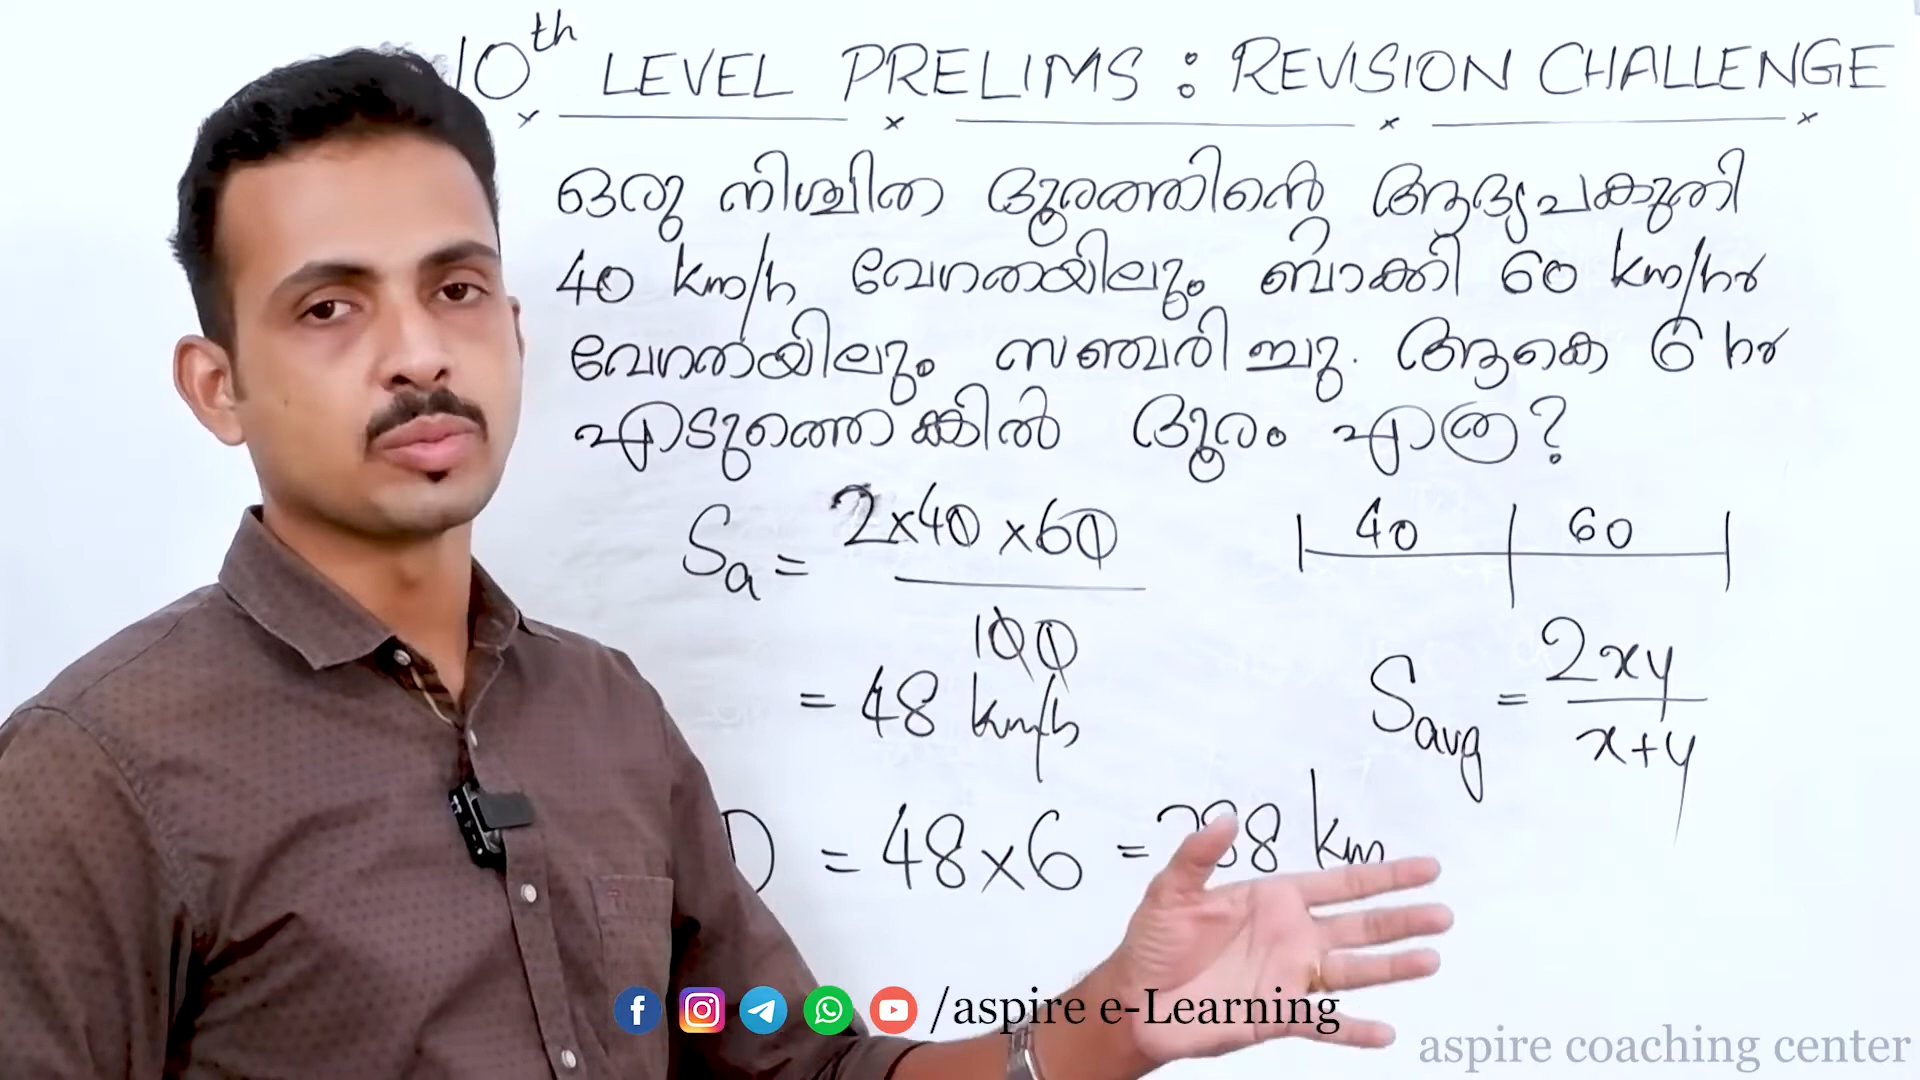 10th LEVEL PRELIMS : REVISION CHALLENGE
ഒരു നിശ്ചിത ദൂരത്തിന്റെ ആദ്യപകുതി
40 km/h വേഗതയിലും ബാക്കി 60 km/hr
വേഗതയിലും സഞ്ചരിച്ചു. ആകെ 6 hr
എടുത്തെങ്കിൽ ദൂരം എത്ര?
Sa = 2x40 x60
100
= 48 km/h
40 60
Savg = 2xy
x+y
D = 48x6 = 288 km
/aspire e-Learning
aspire coaching center